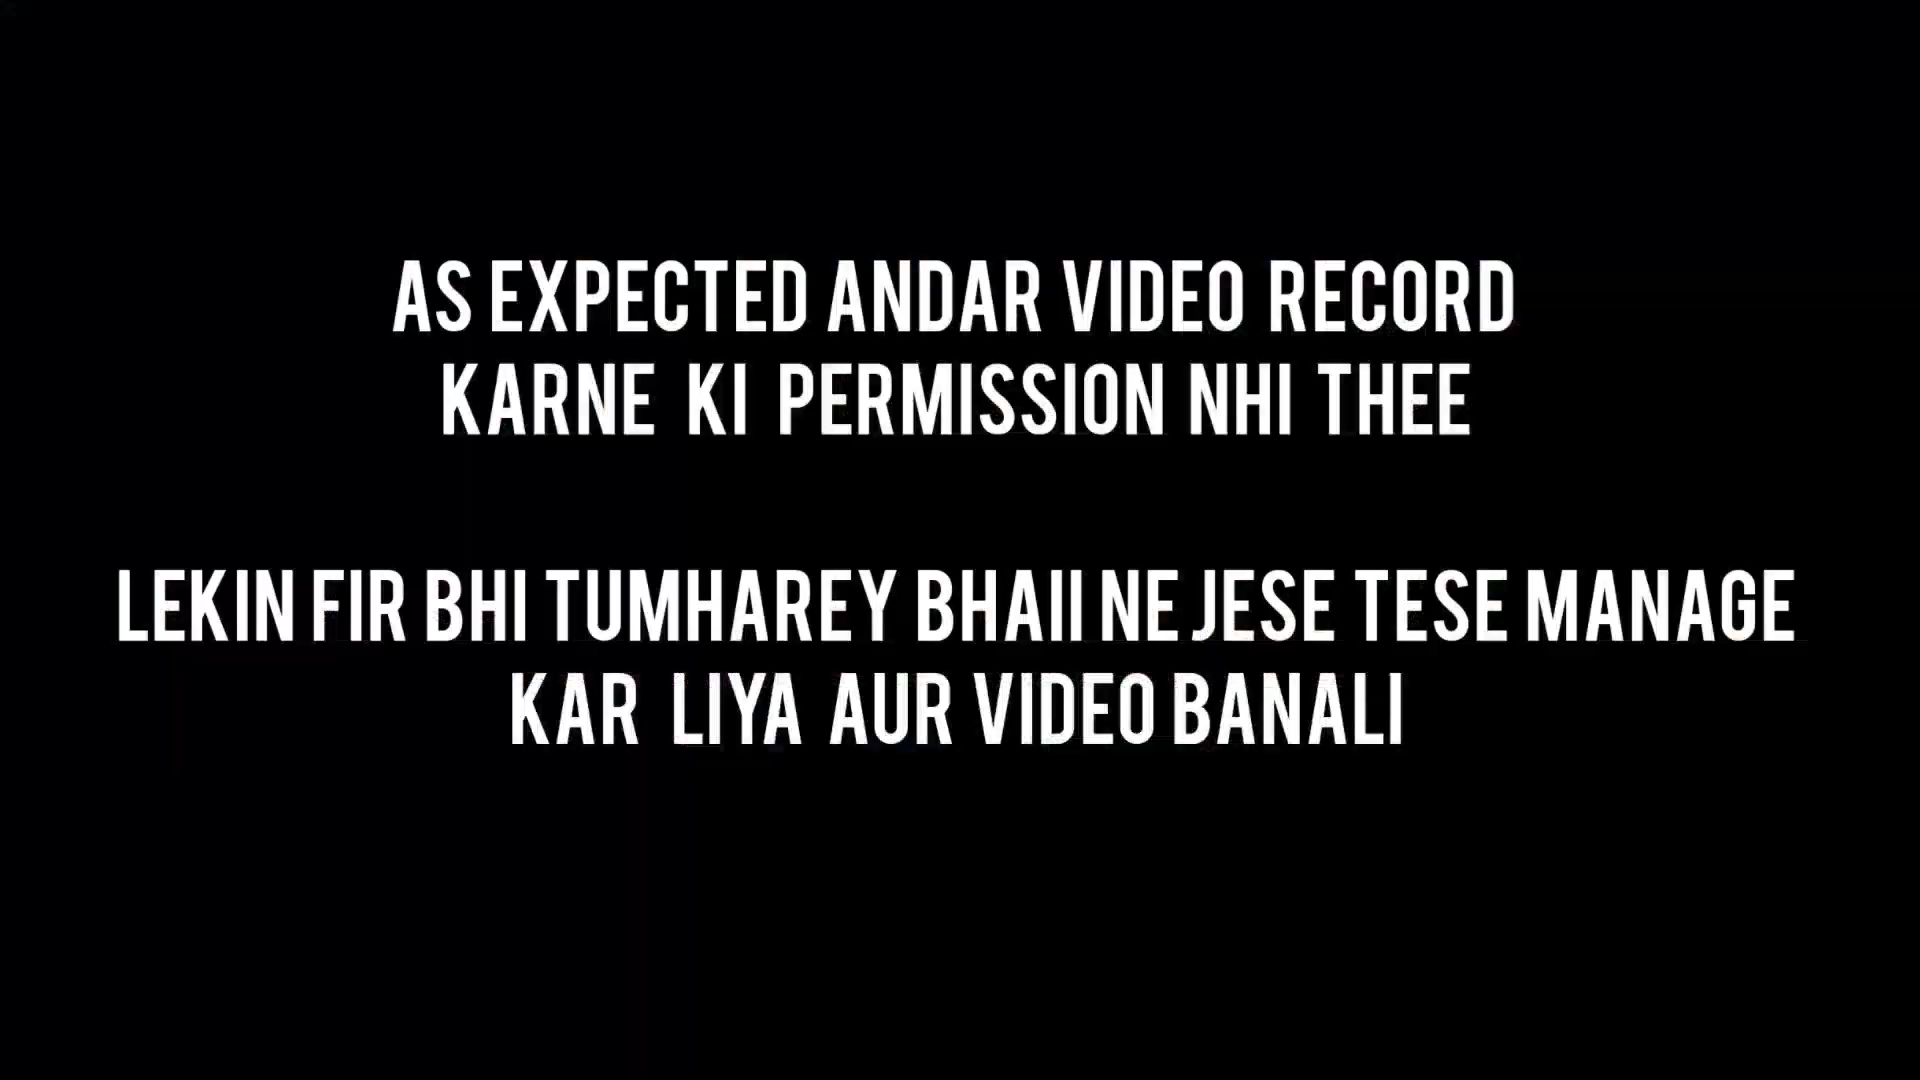 AS EXPECTED ANDAR VIDEO RECORD
KARNE KI PERMISSION NHI THEE
LEKIN FIR BHI TUMHAREY BHAII NE JESE TESE MANAGE
KAR LIYA AUR VIDEO BANALI